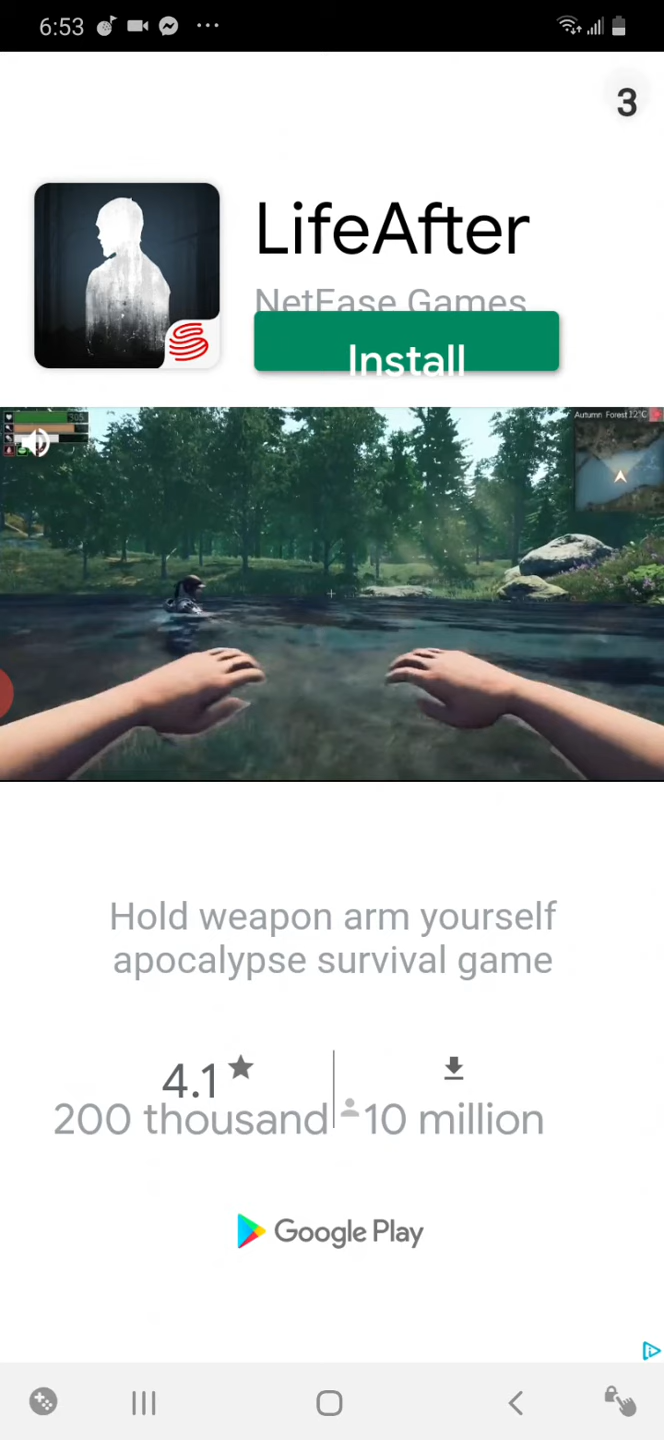 6:53
3
LifeAfter
NetEase Games
Install
Autumn Forest 12°C
Hold weapon arm yourself
apocalypse survival game
4.1
200 thousand
10 million
Google Play